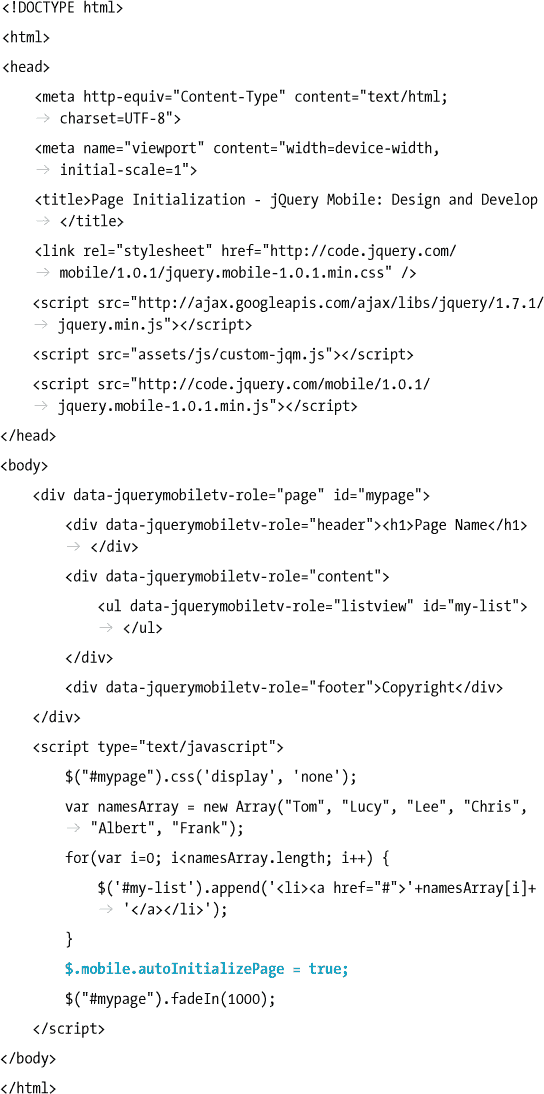 <!DOCTYPE html>
<html>
<head>
<meta http-equiv="Content-Type" content="text/html;
→ charset=UTF-8">
<meta name="viewport" content="width=device-width,
→ initial-scale=1">
<title>Page Initialization - jQuery Mobile: Design and Develop
→ </title>
<link rel="stylesheet" href="http://code.jquery.com/
→ mobile/1.0.1/jquery.mobile-1.0.1.min.css" />
<script src="http://ajax.googleapis.com/ajax/libs/jquery/1.7.1/
→ jquery.min.js"></script>
<script src="assets/js/custom-jqm.js"></script>
<script src="http://code.jquery.com/mobile/1.0.1/
→ jquery.mobile-1.0.1.min.js"></script>
</head>
<body>
<div data-jquerymobiletv-role="page" id="mypage">
<div data-jquerymobiletv-role="header"><h1>Page Name</h1>
→ </div>
<div data-jquerymobiletv-role="content">
<ul data-jquerymobiletv-role="listview" id="my-list">
→ </ul>
</div>
<div data-jquerymobiletv-role="footer">Copyright</div>
</div>
<script type="text/javascript">
$("#mypage").css('display', 'none');
var namesArray = new Array("Tom", "Lucy", "Lee", "Chris",
→ "Albert", "Frank");
for(var i=0; i<namesArray.length; i++) {
$('#my-list').append('<li><a href="#">'+namesArray[i]+
→ '</a></li>');
}
$.mobile.autoInitializePage = true;
$("#mypage").fadeIn(1000);
</script>
</body>
</html>